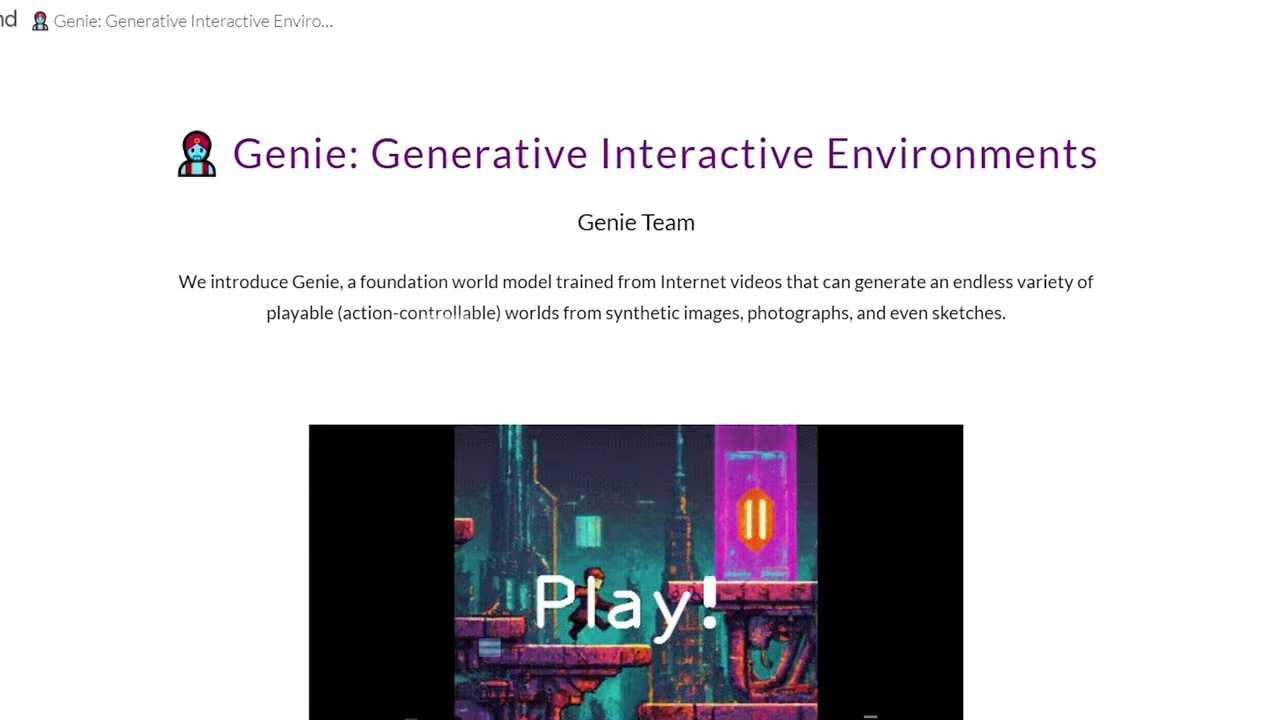 nd Genie: Generative Interactive Enviro...
Genie: Generative Interactive Environments
Genie Team
We introduce Genie, a foundation world model trained from Internet videos that can generate an endless variety of
playable (action-controllable) worlds from synthetic images, photographs, and even sketches.
Play!